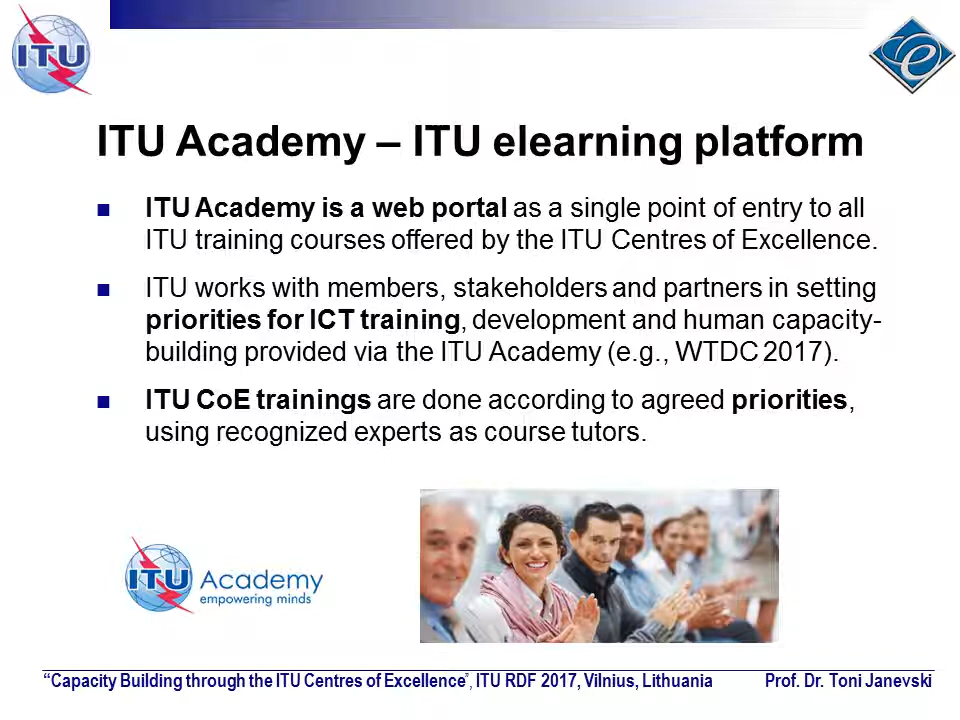 ITU
e
ITU Academy – ITU elearning platform
ITU Academy is a web portal as a single point of entry to all
ITU training courses offered by the ITU Centres of Excellence.
ITU works with members, stakeholders and partners in setting
priorities for ICT training, development and human capacity-
building provided via the ITU Academy (e.g., WTDC 2017).
ITU CoE trainings are done according to agreed priorities,
using recognized experts as course tutors.
ITU Academy
empowering minds
“Capacity Building through the ITU Centres of Excellence”, ITU RDF 2017, Vilnius, Lithuania Prof. Dr. Toni Janevski